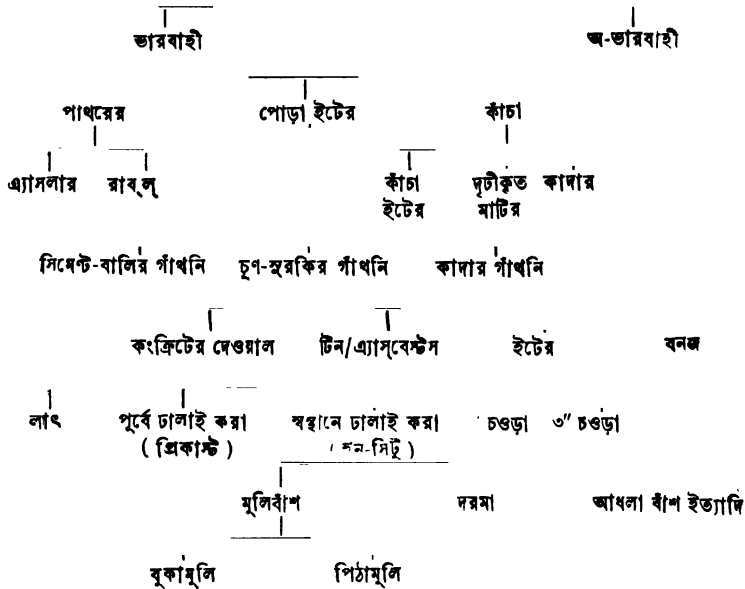 ভারবাহী অ-ভারবাহী
পাথরের পোড়া ইটের কাঁচা
এ্যাসলার রাব্‌ল্ কাঁচা দৃঢীকৃত কাদার
ইটের মাটির
সিমেন্ট-বালির গাঁথনি চূণ-সুরকির গাঁথনি কাদার গাঁথনি
কংক্রিটের দেওয়াল টিন/এ্যাস্‌বেস্টস ইটের বনজ
লাৎ পূর্বে ঢালাই করা স্বস্থানে ঢালাই করা চওড়া ৩" চওড়া
( প্রিকাস্ট ) -সিটু )
মুলিবাঁশ দরমা আধলা বাঁশ ইত্যাদি
বুকামুলি পিঠামুলি